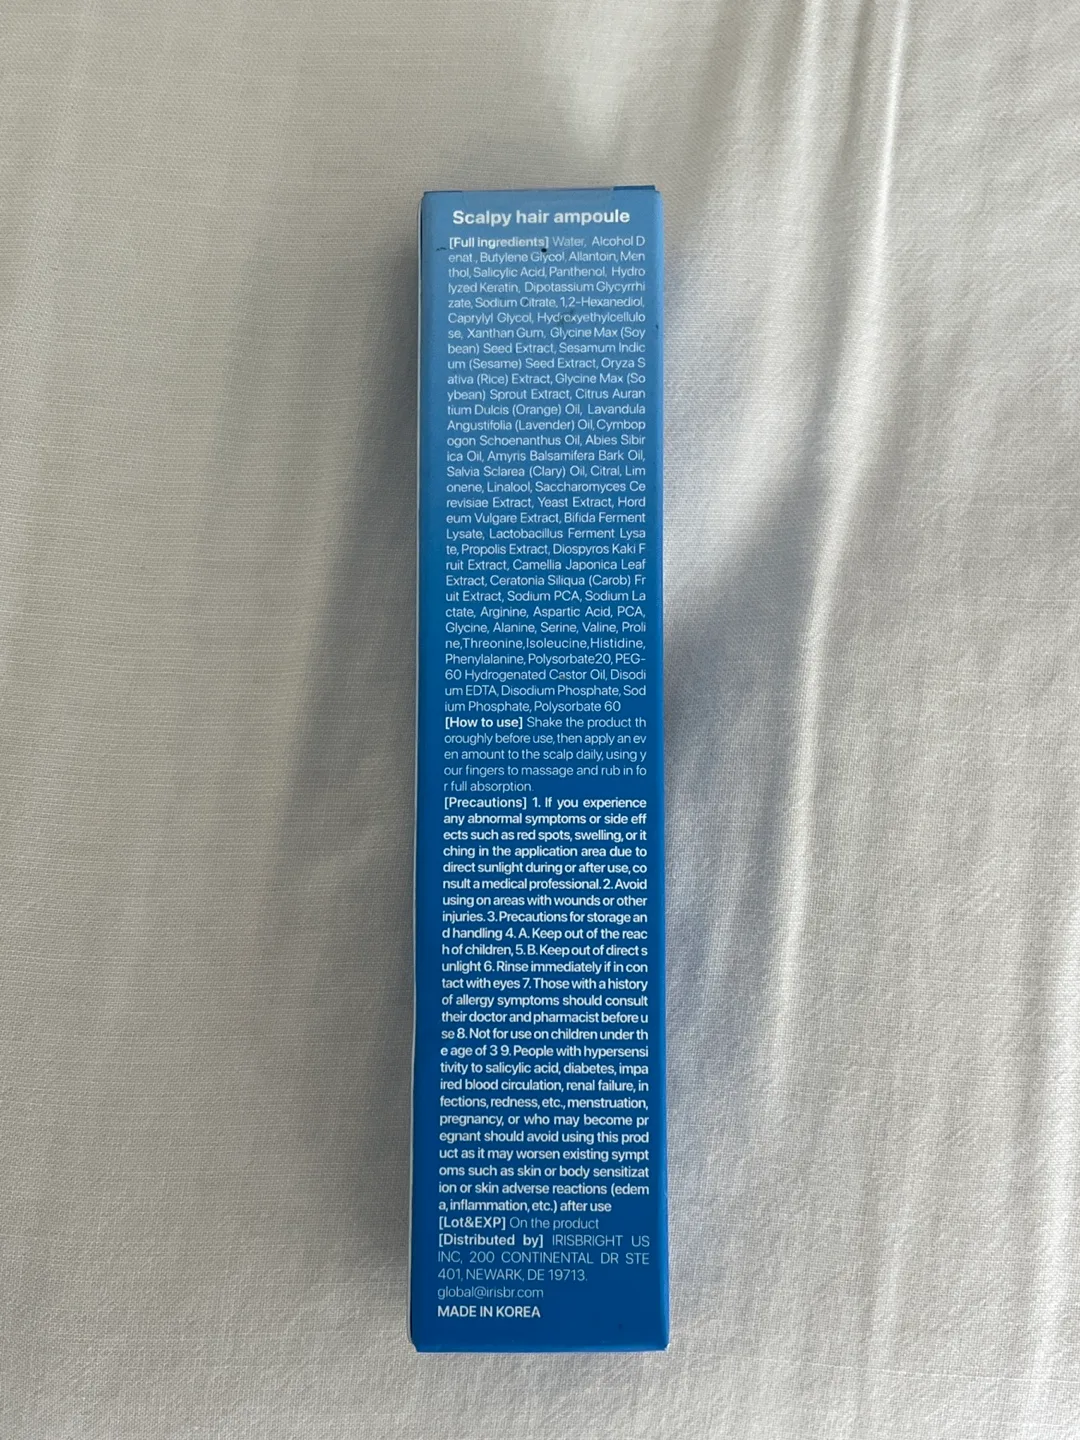 Scalpy hair ampoule
[Full ingredients] Water, Alcohol D
enat , Butylene Glycol, Allantoin, Men
thol, Salicylic Acid, Panthenol, Hydro
lyzed Keratin, Dipotassium Glycyrrhi
zate, Sodium Citrate, 1,2-Hexanediol,
Caprylyl Glycol, Hydroxyethylcellulo
se, Xanthan Gum, Glycine Max (Soy
bean) Seed Extract, Sesamum Indic
um (Sesame) Seed Extract, Oryza S
ativa (Rice) Extract, Glycine Max (So
ybean) Sprout Extract, Citrus Auran
tium Dulcis (Orange) Oil, Lavandula
Angustifolia (Lavender) Oil, Cymbop
ogon Schoenanthus Oil, Abies Sibir
ica Oil, Amyris Balsamifera Bark Oil,
Salvia Sclarea (Clary) Oil, Citral, Lim
onene, Linalool, Saccharomyces Ce
revisiae Extract, Yeast Extract, Hord
eum Vulgare Extract, Bifida Ferment
Lysate, Lactobacillus Ferment Lysa
te, Propolis Extract, Diospyros Kaki F
ruit Extract, Camellia Japonica Leaf
Extract, Ceratonia Siliqua (Carob) Fr
uit Extract, Sodium PCA, Sodium La
ctate, Arginine, Aspartic Acid, PCA,
Glycine, Alanine, Serine, Valine, Proli
ne,Threonine,Isoleucine,Histidine,
Phenylalanine, Polysorbate20, PEG-
60 Hydrogenated Castor Oil, Disodi
um EDTA, Disodium Phosphate, Sod
ium Phosphate, Polysorbate 60
[How to use] Shake the product th
oroughly before use, then apply an ev
en amount to the scalp daily, using y
our fingers to massage and rub in fo
r full absorption.
[Precautions] 1. If you experience
any abnormal symptoms or side eff
ects such as red spots, swelling, or it
ching in the application area due to
direct sunlight during or after use, co
nsult a medical professional. 2. Avoid
using on areas with wounds or other
injuries. 3. Precautions for storage an
d handling 4. A. Keep out of the reac
h of children, 5. B. Keep out of direct s
unlight 6. Rinse immediately if in con
tact with eyes 7. Those with a history
of allergy symptoms should consult
their doctor and pharmacist before u
se 8. Not for use on children under th
e age of 3 9. People with hypersensi
tivity to salicylic acid, diabetes, impa
ired blood circulation, renal failure, in
fections, redness, etc., menstruation,
pregnancy, or who may become pr
egnant should avoid using this prod
uct as it may worsen existing sympt
oms such as skin or body sensitizat
ion or skin adverse reactions (edem
a, inflammation, etc.) after use
[Lot&EXP] On the product
[Distributed by] IRISBRIGHT US
INC, 200 CONTINENTAL DR STE
401, NEWARK, DE 19713.
global@irisbr.com
MADE IN KOREA